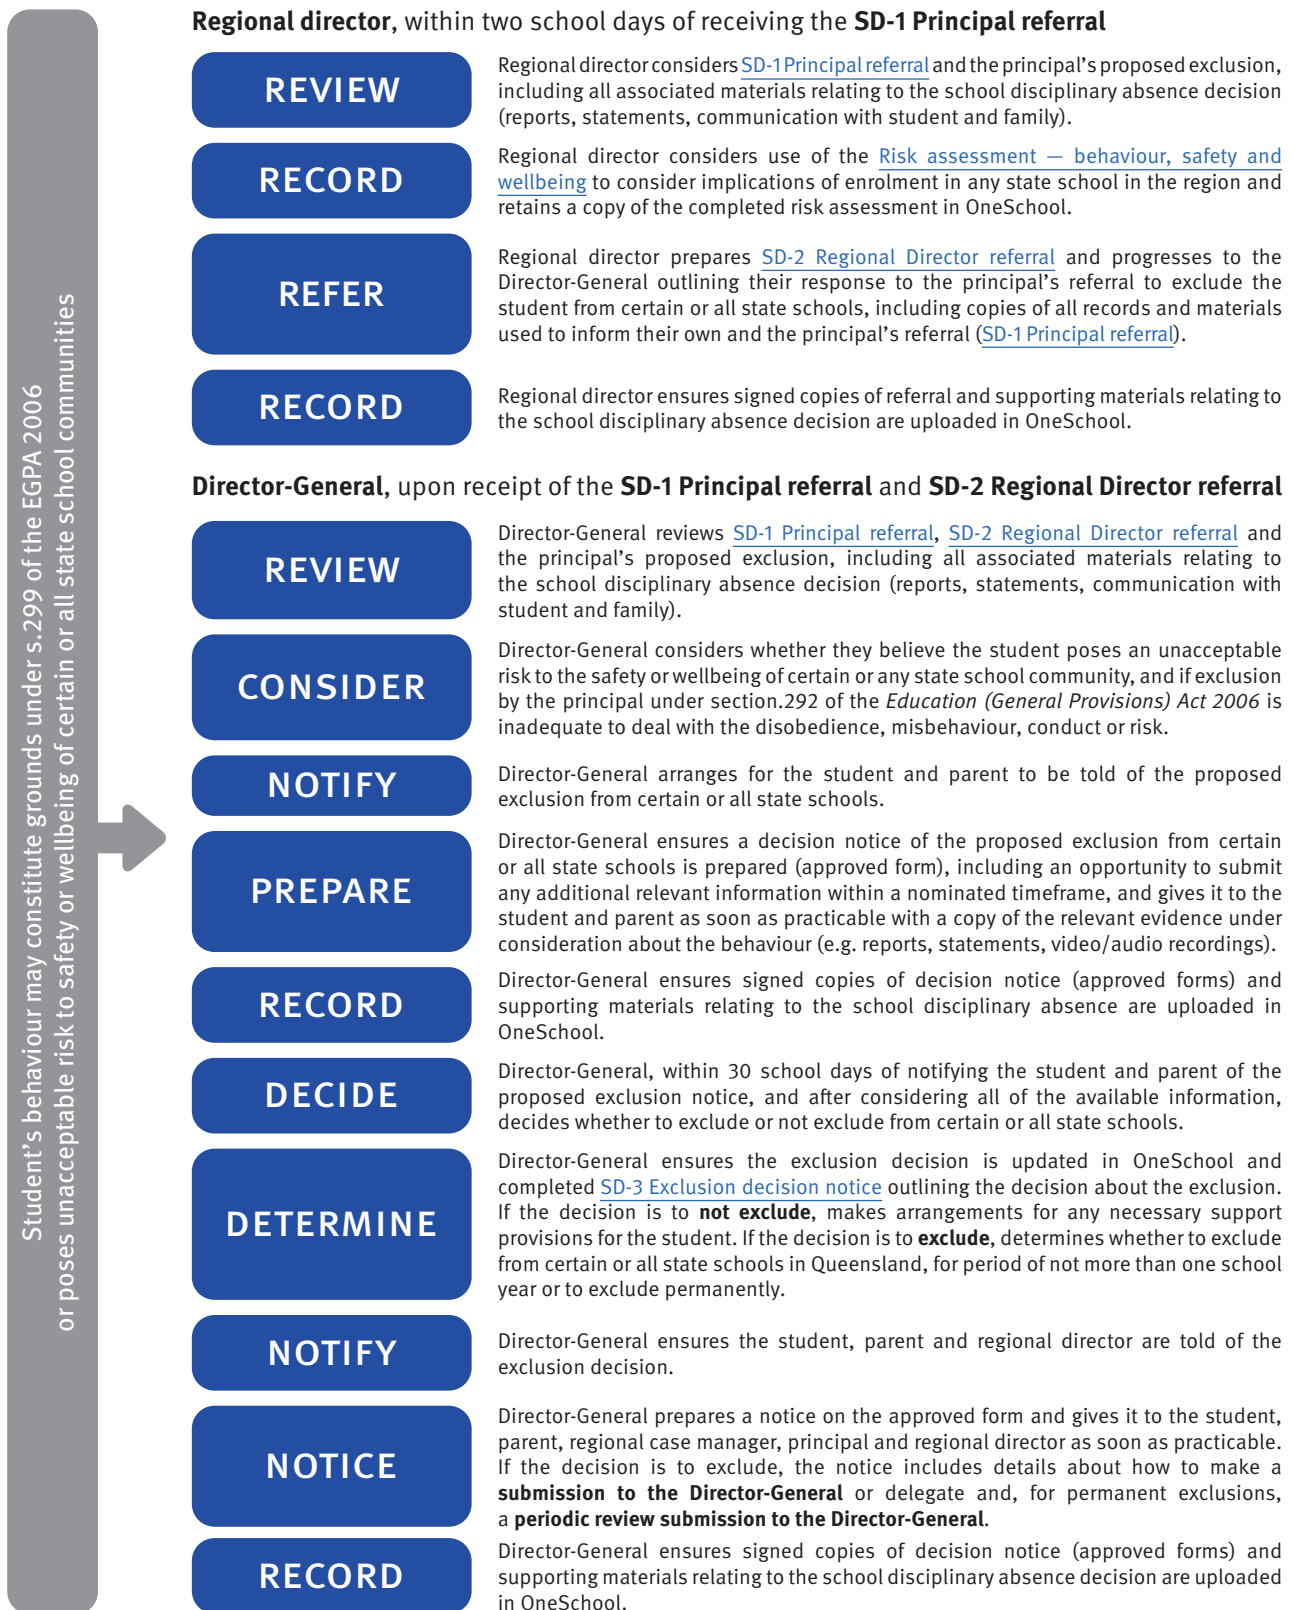 Student's behaviour may constitute grounds under s.299 of the EGPA 2006
or poses unacceptable risk to safety or wellbeing of certain or all state school communities
Regional director, within two school days of receiving the SD-1 Principal referral
REVIEW
Regional director considers SD-1 Principal referral and the principal's proposed exclusion,
including all associated materials relating to the school disciplinary absence decision
(reports, statements, communication with student and family).
RECORD
Regional director considers use of the Risk assessment — behaviour, safety and
wellbeing to consider implications of enrolment in any state school in the region and
retains a copy of the completed risk assessment in OneSchool.
REFER
Regional director prepares SD-2 Regional Director referral and progresses to the
Director-General outlining their response to the principal's referral to exclude the
student from certain or all state schools, including copies of all records and materials
used to inform their own and the principal's referral (SD-1 Principal referral).
RECORD
Regional director ensures signed copies of referral and supporting materials relating to
the school disciplinary absence decision are uploaded in OneSchool.
Director-General, upon receipt of the SD-1 Principal referral and SD-2 Regional Director referral
REVIEW
Director-General reviews SD-1 Principal referral, SD-2 Regional Director referral and
the principal's proposed exclusion, including all associated materials relating to
the school disciplinary absence decision (reports, statements, communication with
student and family).
CONSIDER
Director-General considers whether they believe the student poses an unacceptable
risk to the safety or wellbeing of certain or any state school community, and if exclusion
by the principal under section.292 of the Education (General Provisions) Act 2006 is
inadequate to deal with the disobedience, misbehaviour, conduct or risk.
NOTIFY
Director-General arranges for the student and parent to be told of the proposed
exclusion from certain or all state schools.
PREPARE
Director-General ensures a decision notice of the proposed exclusion from certain
or all state schools is prepared (approved form), including an opportunity to submit
any additional relevant information within a nominated timeframe, and gives it to the
student and parent as soon as practicable with a copy of the relevant evidence under
consideration about the behaviour (e.g. reports, statements, video/audio recordings).
RECORD
Director-General ensures signed copies of decision notice (approved forms) and
supporting materials relating to the school disciplinary absence are uploaded in
OneSchool.
DECIDE
Director-General, within 30 school days of notifying the student and parent of the
proposed exclusion notice, and after considering all of the available information,
decides whether to exclude or not exclude from certain or all state schools.
DETERMINE
Director-General ensures the exclusion decision is updated in OneSchool and
completed SD-3 Exclusion decision notice outlining the decision about the exclusion.
If the decision is to not exclude, makes arrangements for any necessary support
provisions for the student. If the decision is to exclude, determines whether to exclude
from certain or all state schools in Queensland, for period of not more than one school
year or to exclude permanently.
NOTIFY
Director-General ensures the student, parent and regional director are told of the
exclusion decision.
NOTICE
Director-General prepares a notice on the approved form and gives it to the student,
parent, regional case manager, principal and regional director as soon as practicable.
If the decision is to exclude, the notice includes details about how to make a
submission to the Director-General or delegate and, for permanent exclusions,
a periodic review submission to the Director-General.
RECORD
Director-General ensures signed copies of decision notice (approved forms) and
supporting materials relating to the school disciplinary absence decision are uploaded
in OneSchool.